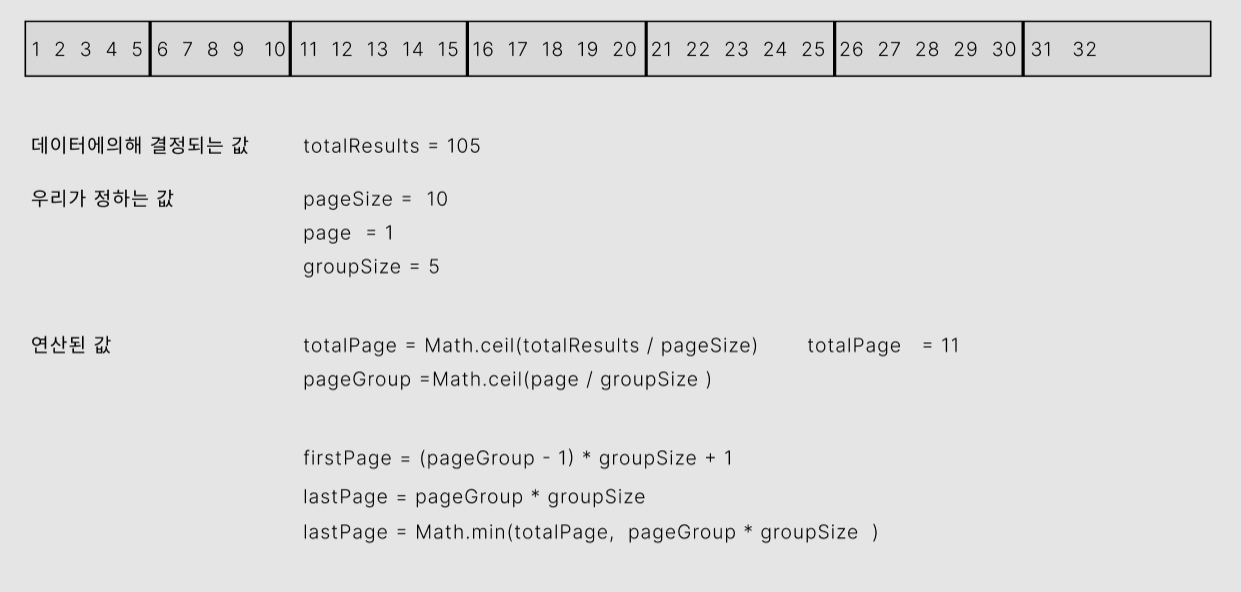 1 2 3 4 5 6 7 8 9 10 11 12 13 14 15 16 17 18 19 20 21 22 23 24 25 26 27 28 29 30 31 32
데이터에의해 결정되는 값 totalResults = 105
우리가 정하는 값 pageSize = 10
page = 1
groupSize = 5
연산된 값 totalPage = Math.ceil(totalResults / pageSize) totalPage = 11
pageGroup =Math.ceil(page / groupSize )
firstPage = (pageGroup - 1) * groupSize + 1
lastPage = pageGroup * groupSize
lastPage = Math.min(totalPage, pageGroup * groupSize )